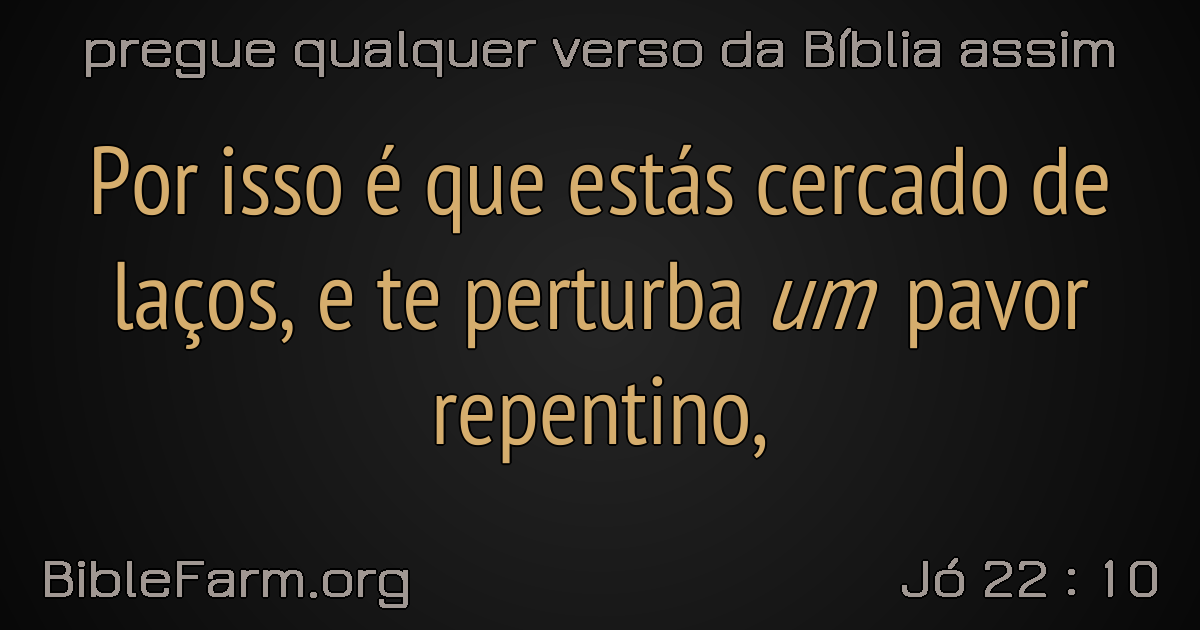 pregue qualquer verso da Bíblia assim
Por isso é que estás cercado de
laços, e te perturba um pavor
repentino,
BibleFarm.org
Jó 22 : 10